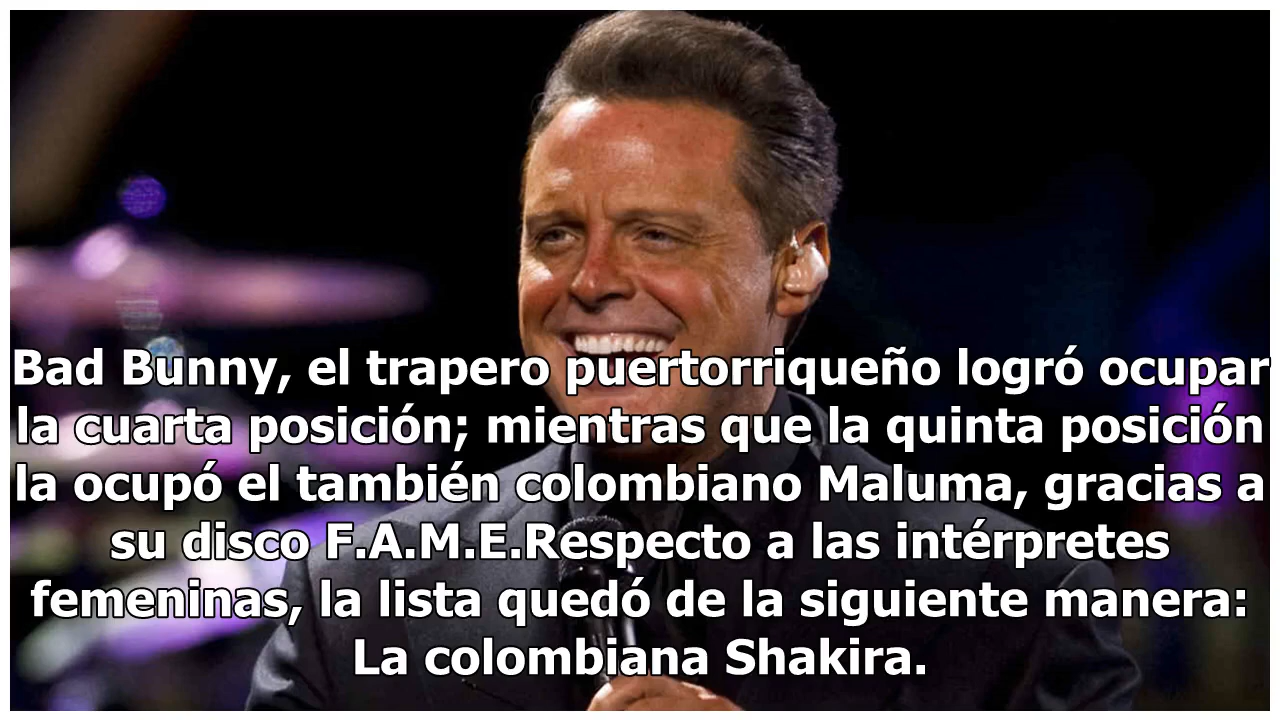 Bad Bunny, el trapero puertorriqueño logró ocupar
la cuarta posición; mientras que la quinta posición
la ocupó el también colombiano Maluma, gracias a
su disco F.A.M.E.Respecto a las intérpretes
femeninas, la lista quedó de la siguiente manera:
La colombiana Shakira.